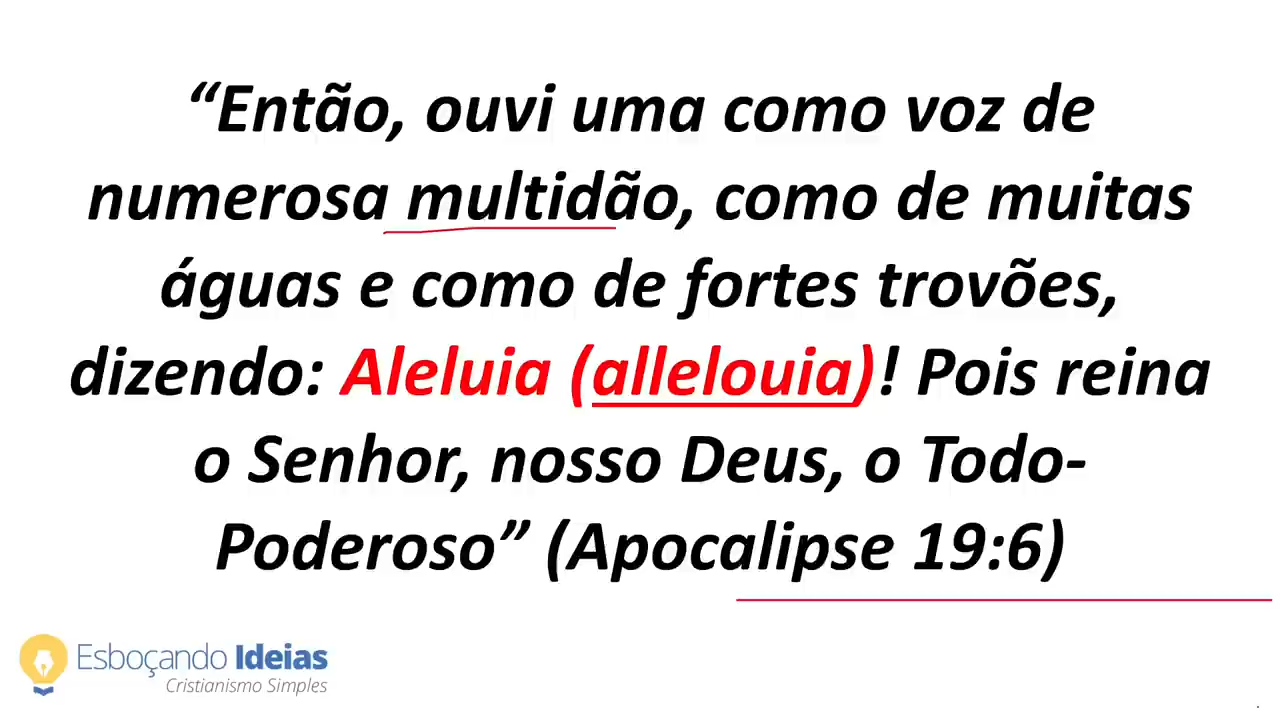 “Então, ouvi uma como voz de
numerosa multidão, como de muitas
águas e como de fortes trovões,
dizendo: Aleluia (allelouia)! Pois reina
o Senhor, nosso Deus, o Todo-
Poderoso” (Apocalipse 19:6)
Esboçando Ideias
Cristianismo Simples